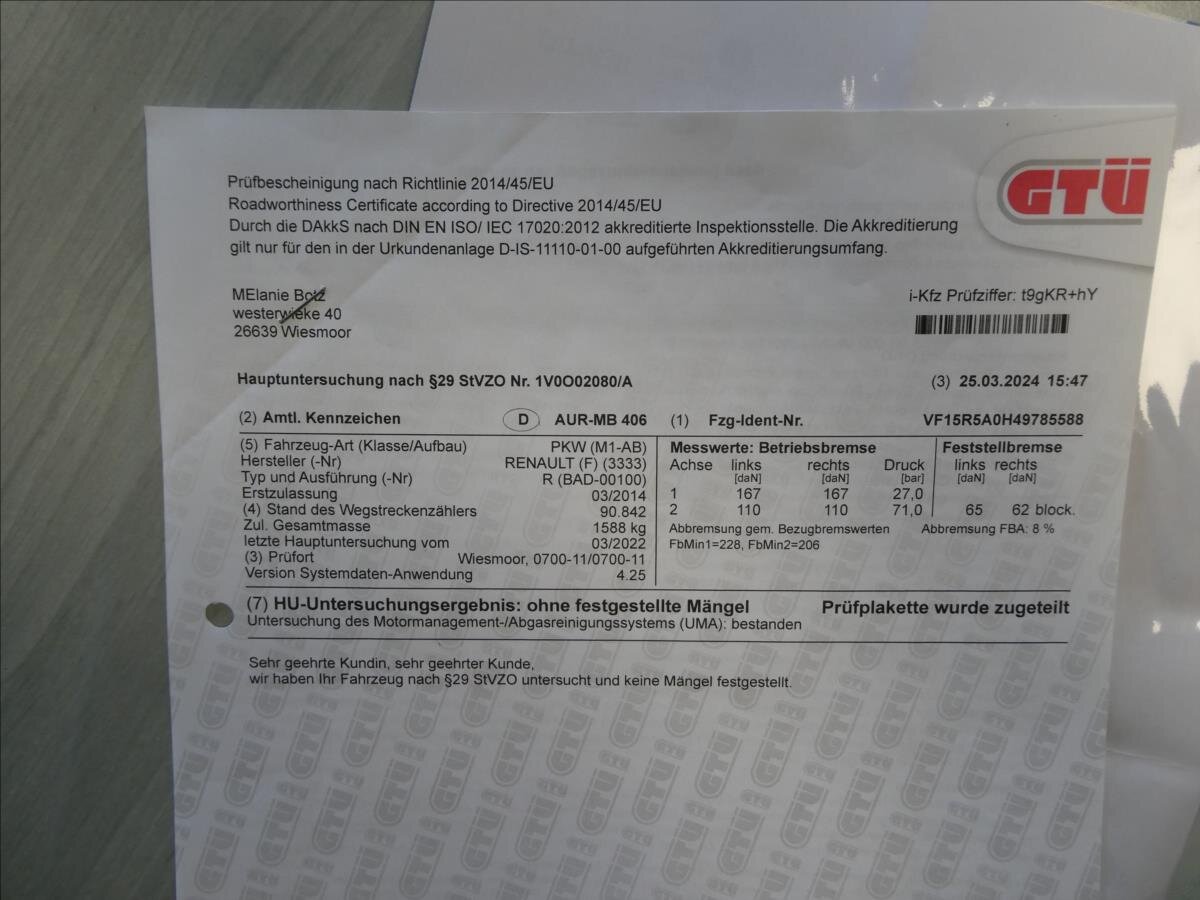 GTÜ
Prüfbescheinigung nach Richtlinie 2014/45/EU
Roadworthiness Certificate according to Directive 2014/45/EU
Durch die DAkkS nach DIN EN ISO/ IEC 17020:2012 akkreditierte Inspektionsstelle. Die Akkreditierung
gilt nur für den in der Urkundenanlage D-IS-11110-01-00 aufgeführten Akkreditierungsumfang.
MElanie Botz
westerwieke 40
26639 Wiesmoor
i-Kfz Prüfziffer: t9gKR+hY
Hauptuntersuchung nach §29 StVZO Nr. 1V0O02080/A (3) 25.03.2024 15:47
(2) Amtl. Kennzeichen D AUR-MB 406 (1) Fzg-Ident-Nr. VF15R5A0H49785588
(5) Fahrzeug-Art (Klasse/Aufbau) PKW (M1-AB)
Hersteller (-Nr) RENAULT (F) (3333)
Typ und Ausführung (-Nr) R (BAD-00100)
Erstzulassung 03/2014
(4) Stand des Wegstreckenzählers 90.842
Zul. Gesamtmasse 1588 kg
letzte Hauptuntersuchung vom 03/2022
(3) Prüfort Wiesmoor, 0700-11/0700-11
Version Systemdaten-Anwendung 4.25
Messwerte: Betriebsbremse Feststellbremse
Achse links rechts Druck links rechts
[daN] [daN] [bar] [daN] [daN]
1 167 167 27,0
2 110 110 71,0 65 62 block.
Abbremsung gem. Bezugbremswerten Abbremsung FBA: 8 %
FbMin1=228, FbMin2=206
(7) HU-Untersuchungsergebnis: ohne festgestellte Mängel Prüfplakette wurde zugeteilt
Untersuchung des Motormanagement-/Abgasreinigungssystems (UMA): bestanden
Sehr geehrte Kundin, sehr geehrter Kunde,
wir haben Ihr Fahrzeug nach §29 StVZO untersucht und keine Mängel festgestellt.